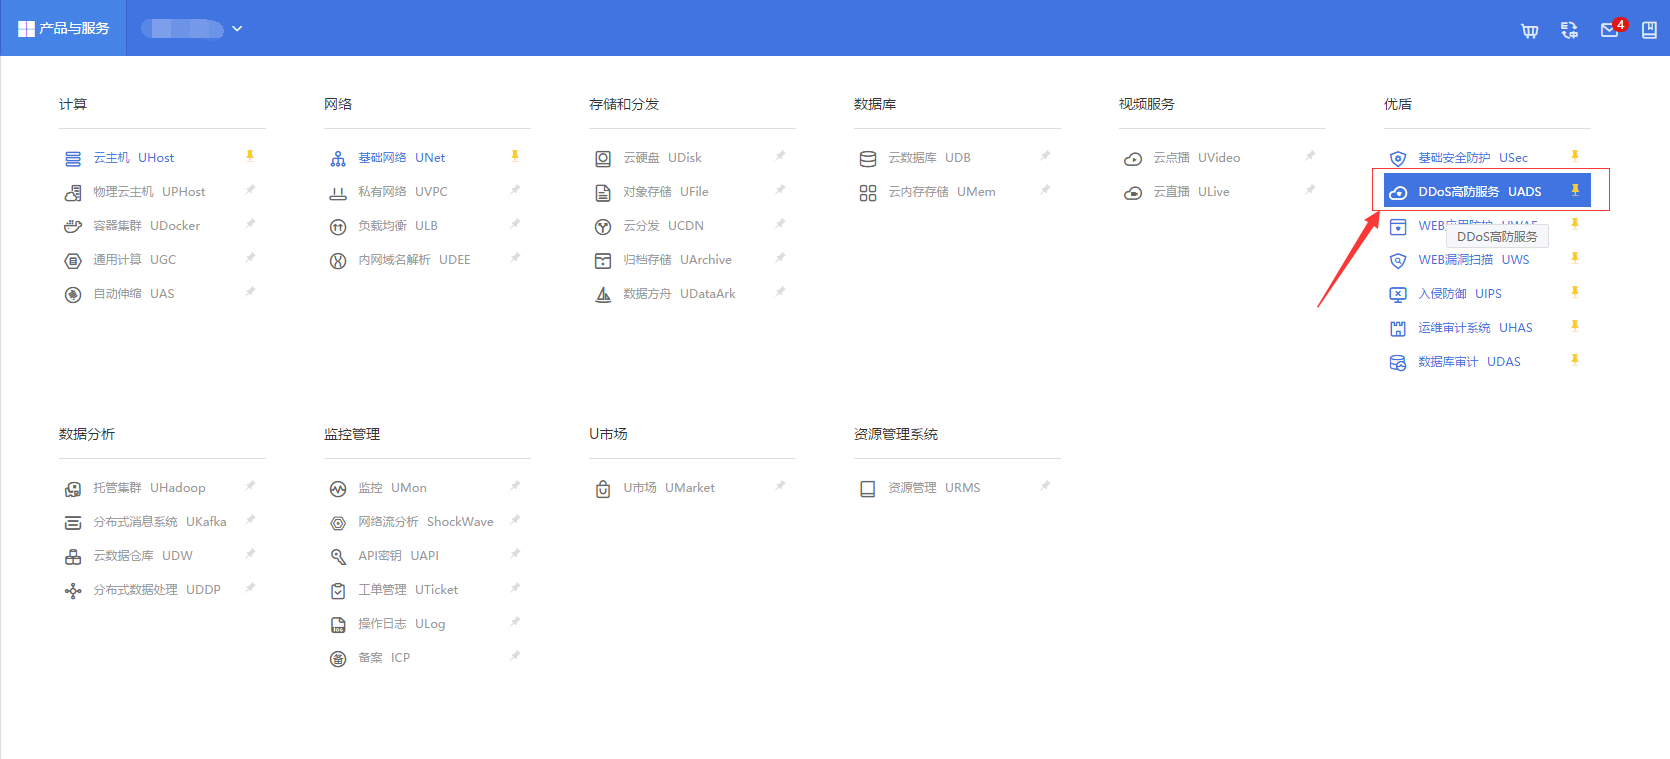 产品与服务
4
计算
云主机 UHost
物理云主机 UPHost
容器集群 UDocker
通用计算 UGC
自动伸缩 UAS
网络
基础网络 UNet
私有网络 UVPC
负载均衡 ULB
内网域名解析 UDEE
存储和分发
云硬盘 UDisk
对象存储 UFile
云分发 UCDN
归档存储 UArchive
数据方舟 UDataArk
数据库
云数据库 UDB
云内存存储 UMem
视频服务
云点播 UVideo
云直播 ULive
优盾
基础安全防护 USec
DDoS高防服务 UADS
WEB应用防护 UWAF
DDoS高防服务
WEB漏洞扫描 UWS
入侵防御 UIPS
运维审计系统 UHAS
数据库审计 UDAS
数据分析
托管集群 UHadoop
分布式消息系统 UKafka
云数据仓库 UDW
分布式数据处理 UDDP
监控管理
监控 UMon
网络流分析 ShockWave
API密钥 UAPI
工单管理 UTicket
操作日志 ULog
备案 ICP
U市场
U市场 UMarket
资源管理系统
资源管理 URMS